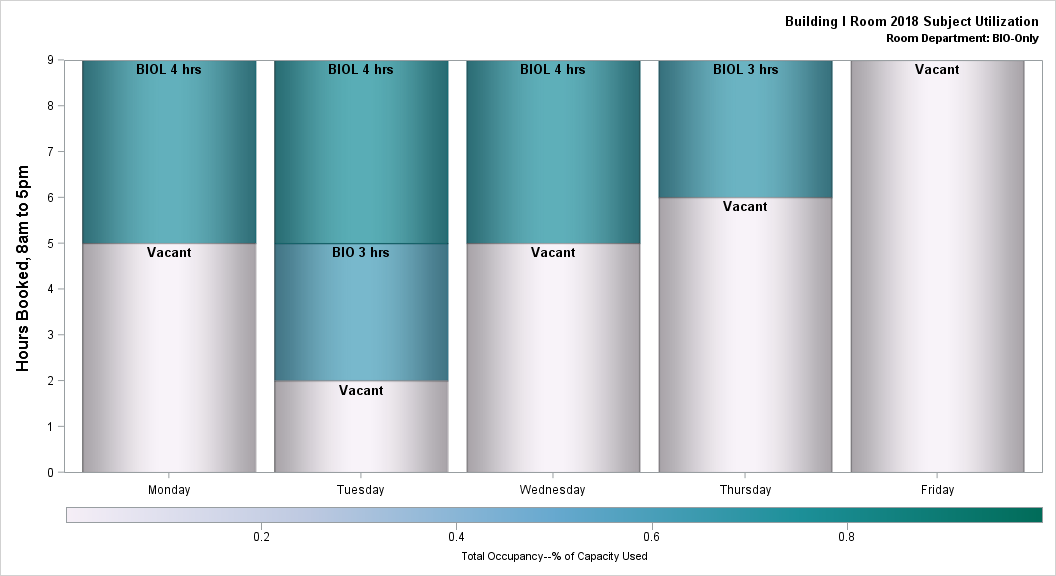 Building I Room 2018 Subject Utilization
Room Department: BIO-Only
Hours Booked, 8am to 5pm
9
8
7
6
5
4
3
2
1
0
BIOL 4 hrs
Vacant
BIOL 4 hrs
BIO 3 hrs
Vacant
BIOL 4 hrs
Vacant
BIOL 3 hrs
Vacant
Vacant
Monday Tuesday Wednesday Thursday Friday
0.2 0.4 0.6 0.8
Total Occupancy--% of Capacity Used